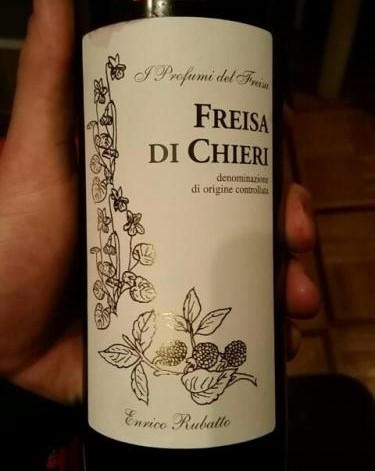 I Profumi del Freisa
FREISA
DI CHIERI
denominazione
di origine controllata
Enrico Rubatto